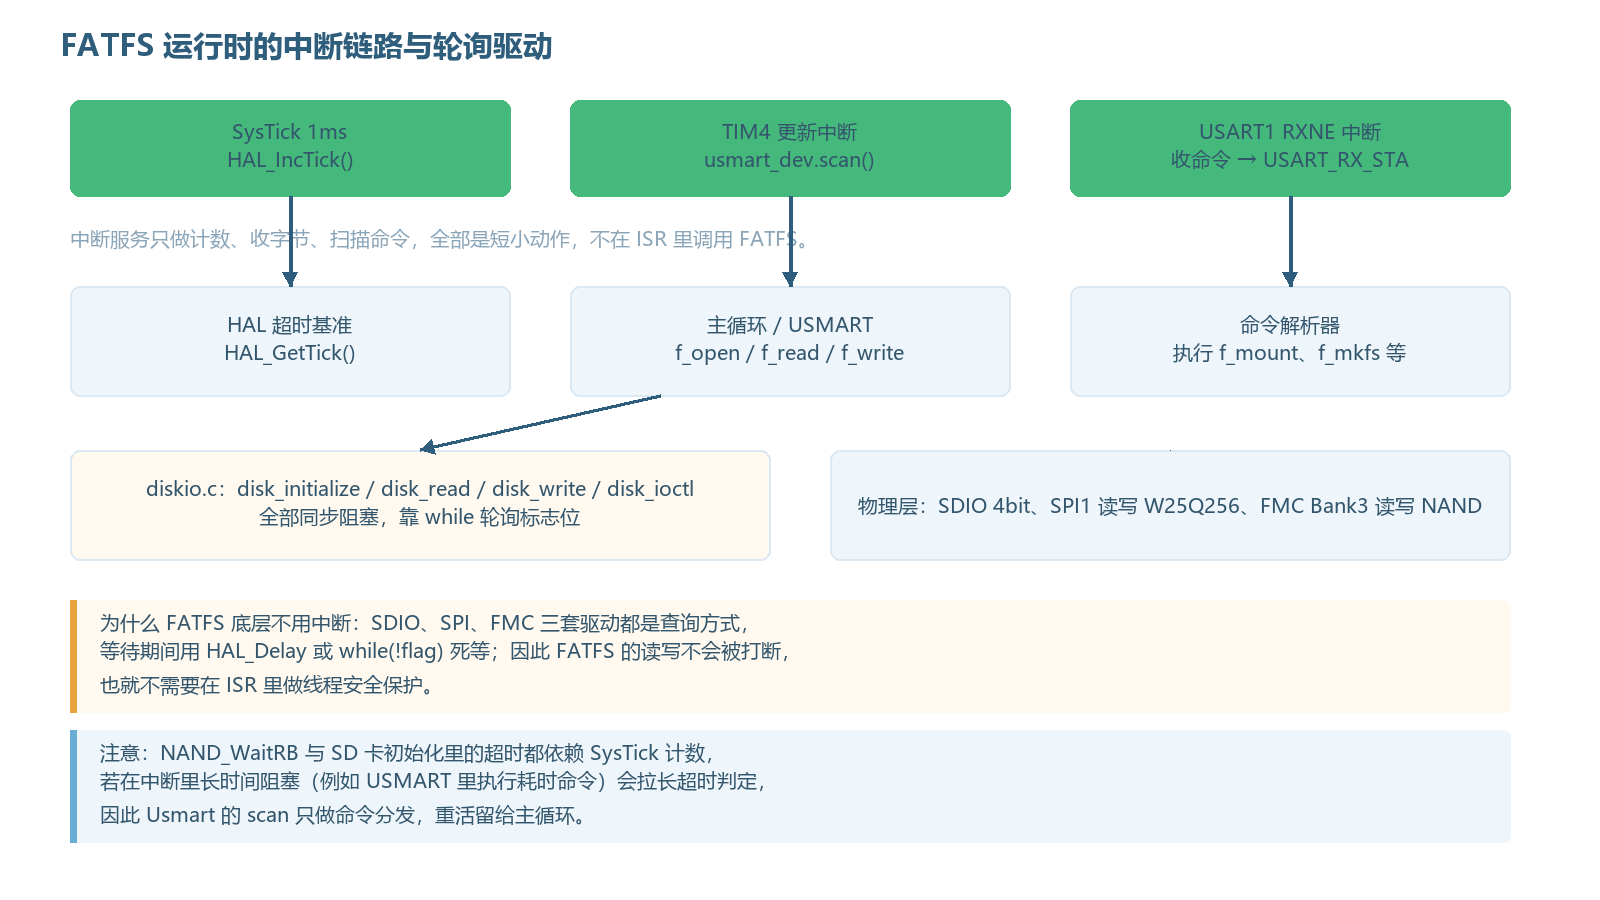 FATFS 运行时的中断链路与轮询驱动
SysTick 1ms
HAL_IncTick()
TIM4 更新中断
usmart_dev.scan()
USART1 RXNE 中断
收命令 → USART_RX_STA
中断服务只做计数、收字节、扫描命令，全部是短小动作，不在 ISR 里调用 FATFS。
HAL 超时基准
HAL_GetTick()
主循环 / USMART
f_open / f_read / f_write
命令解析器
执行 f_mount、f_mkfs 等
diskio.c：disk_initialize / disk_read / disk_write / disk_ioctl
全部同步阻塞，靠 while 轮询标志位
物理层：SDIO 4bit、SPI1 读写 W25Q256、FMC Bank3 读写 NAND
为什么 FATFS 底层不用中断：SDIO、SPI、FMC 三套驱动都是查询方式，
等待期间用 HAL_Delay 或 while(!flag) 死等；因此 FATFS 的读写不会被打断，
也就不需要在 ISR 里做线程安全保护。
注意：NAND_WaitRB 与 SD 卡初始化里的超时都依赖 SysTick 计数，
若在中断里长时间阻塞（例如 USMART 里执行耗时命令）会拉长超时判定，
因此 Usmart 的 scan 只做命令分发，重活留给主循环。